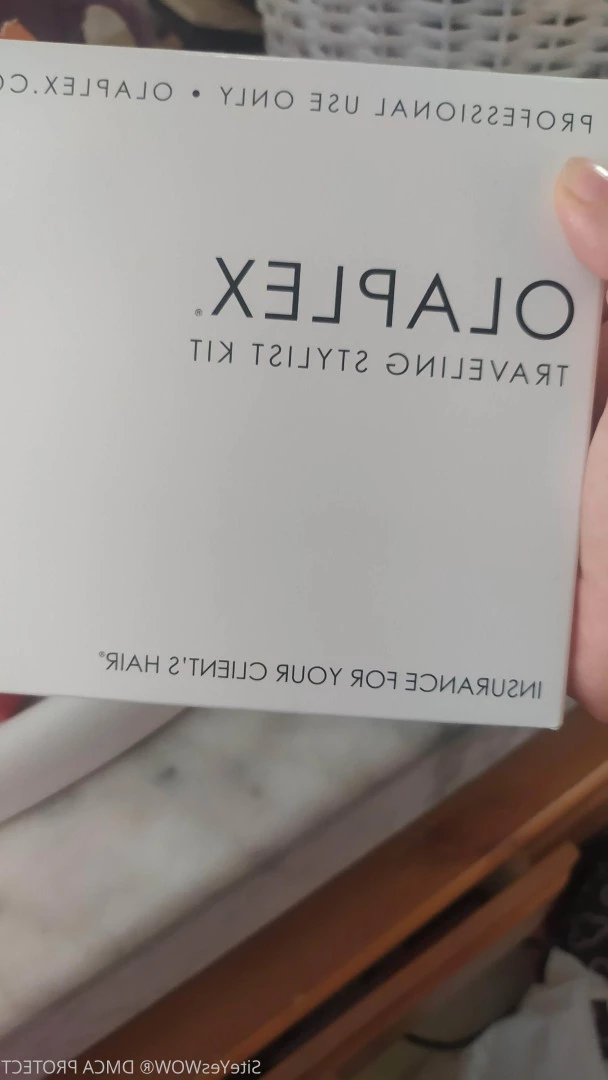 PROFESSIONAL USE ONLY • OLAPLEX.CO
OLAPLEX®
TRAVELING STYLIST KIT
INSURANCE FOR YOUR CLIENT'S HAIR®
SiteYesWOW® DMCA PROTECT